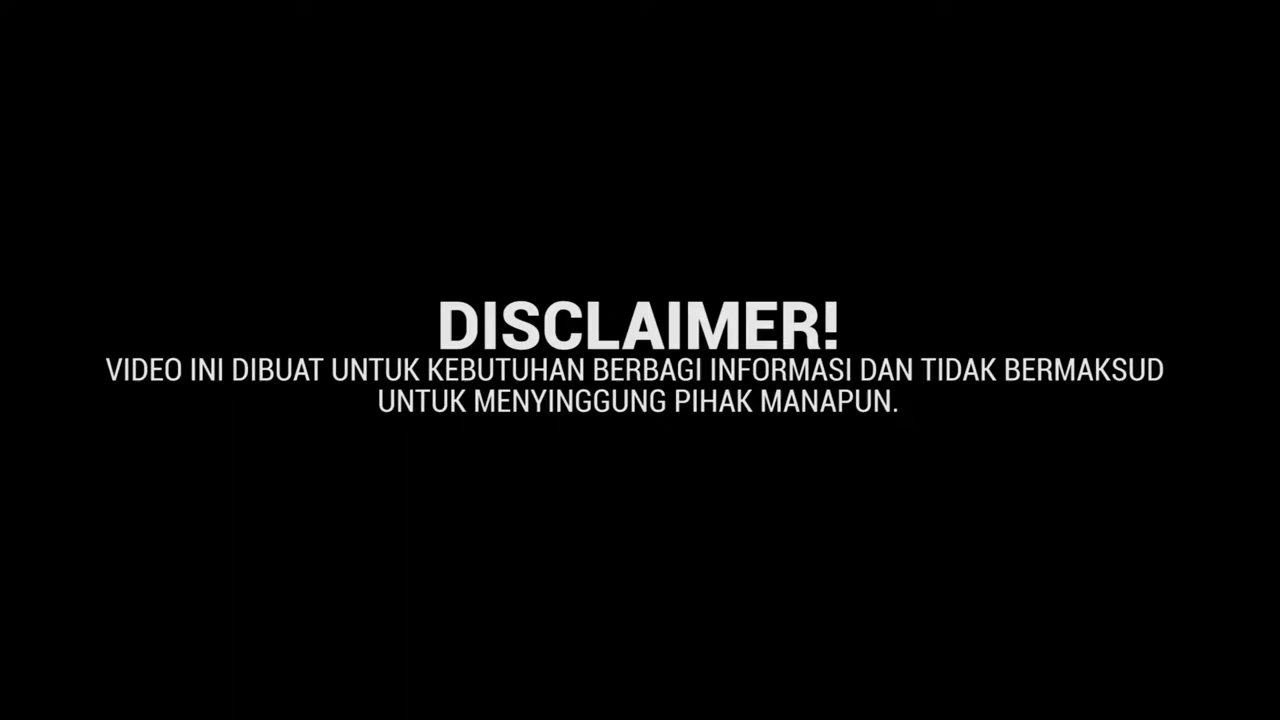 DISCLAIMER!
VIDEO INI DIBUAT UNTUK KEBUTUHAN BERBAGI INFORMASI DAN TIDAK BERMAKSUD
UNTUK MENYINGGUNG PIHAK MANAPUN.